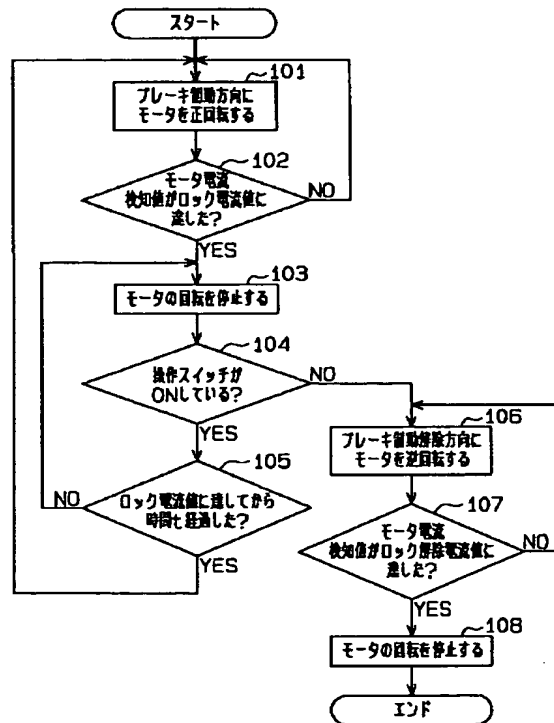 スタート
101
ブレーキ制動方向に
モータを正回転する
102
モータ電流
検知値がロック電流値に
達した?
NO
YES
103
モータの回転を停止する
104
操作スイッチが
ONしている?
NO
YES
105
ロック電流値に達してから
時間t経過した?
NO
YES
106
ブレーキ制動解除方向に
モータを逆回転する
107
モータ電流
検知値がロック解除電流値に
達した?
NO
YES
108
モータの回転を停止する
エンド